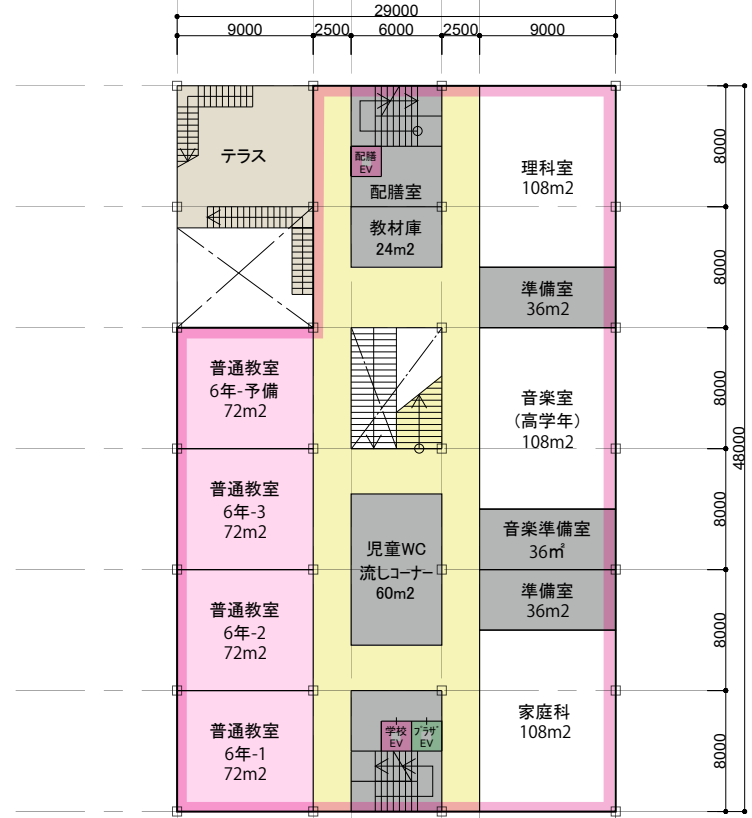 29000
9000
2500
6000
2500
9000
テラス
配膳
EV
配膳室
教材庫
24m2
理科室
108m2
準備室
36m2
普通教室
6年-予備
72m2
音楽室
（高学年）
108m2
普通教室
6年-3
72m2
児童WC
流しコーナー
60m2
音楽準備室
36㎡
準備室
36m2
普通教室
6年-2
72m2
普通教室
6年-1
72m2
学校
EV
プラザ
EV
家庭科
108m2
8000
8000
8000
8000
8000
8000
48000